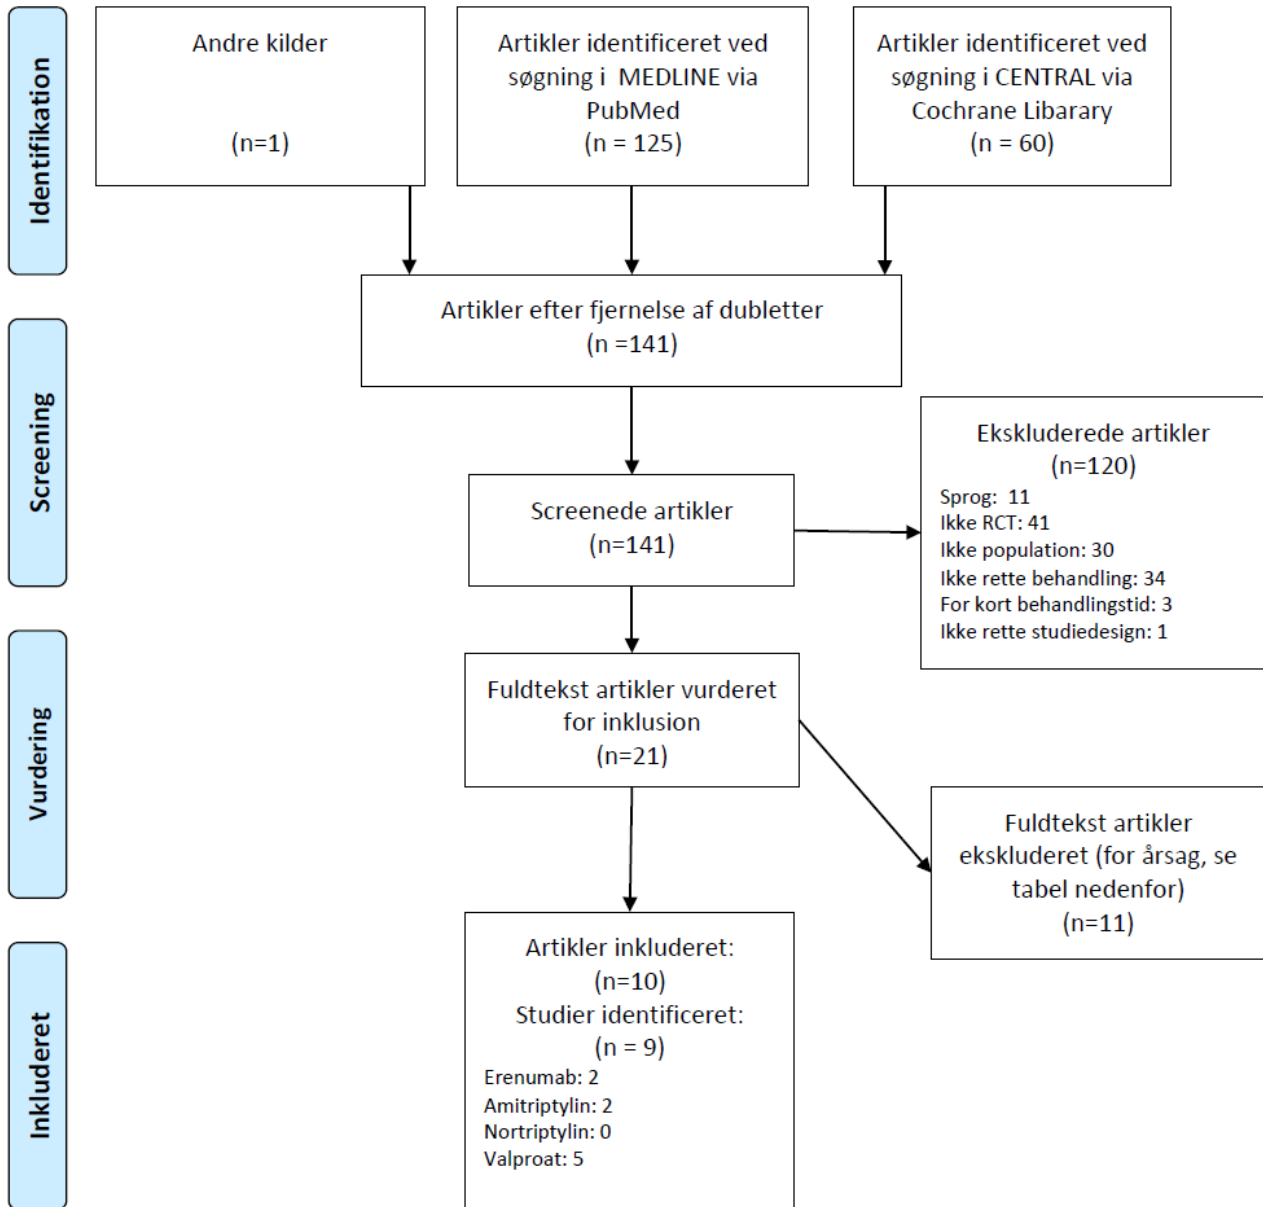 Identifikation
Andre kilder
(n=1)
Artikler identificeret ved
søgning i MEDLINE via
PubMed
(n = 125)
Artikler identificeret ved
søgning i CENTRAL via
Cochrane Libarary
(n = 60)
Artikler efter fjernelse af dubletter
(n =141)
Screening
Screenede artikler
(n=141)
Ekskluderede artikler
(n=120)
Sprog: 11
Ikke RCT: 41
Ikke population: 30
Ikke rette behandling: 34
For kort behandlingstid: 3
Ikke rette studiedesign: 1
Vurdering
Fuldtekst artikler vurderet
for inklusion
(n=21)
Fuldtekst artikler
ekskluderet (for årsag, se
tabel nedenfor)
(n=11)
Inkluderet
Artikler inkluderet:
(n=10)
Studier identificeret:
(n = 9)
Erenumab: 2
Amitriptylin: 2
Nortriptylin: 0
Valproat: 5